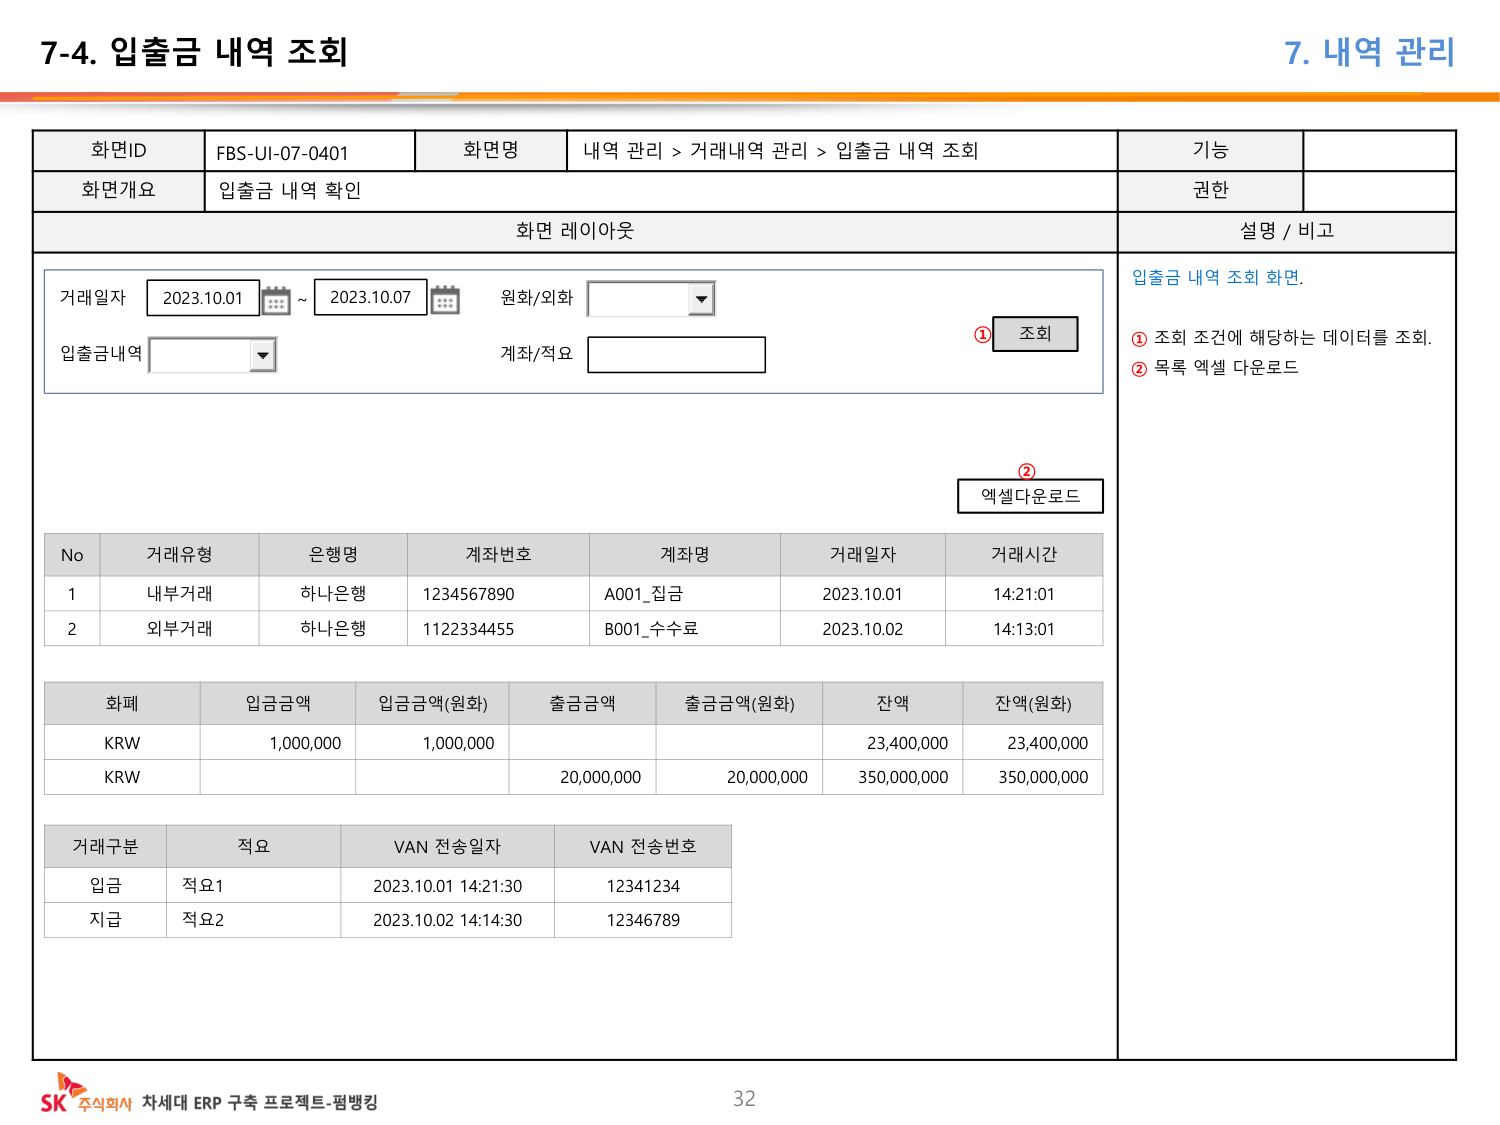 7-4. 입출금 내역 조회
7. 내역 관리
화면ID FBS-UI-07-0401 화면명 내역 관리 > 거래내역 관리 > 입출금 내역 조회 기능
화면개요 입출금 내역 확인 권한
화면 레이아웃 설명 / 비고
거래일자 2023.10.01 ~ 2023.10.07 원화/외화
입출금내역 계좌/적요 ① 조회
입출금 내역 조회 화면.
① 조회 조건에 해당하는 데이터를 조회.
② 목록 엑셀 다운로드
②
엑셀다운로드
No 거래유형 은행명 계좌번호 계좌명 거래일자 거래시간
1 내부거래 하나은행 1234567890 A001_집금 2023.10.01 14:21:01
2 외부거래 하나은행 1122334455 B001_수수료 2023.10.02 14:13:01
화폐 입금금액 입금금액(원화) 출금금액 출금금액(원화) 잔액 잔액(원화)
KRW 1,000,000 1,000,000 23,400,000 23,400,000
KRW 20,000,000 20,000,000 350,000,000 350,000,000
거래구분 적요 VAN 전송일자 VAN 전송번호
입금 적요1 2023.10.01 14:21:30 12341234
지급 적요2 2023.10.02 14:14:30 12346789
SK 주식회사 차세대 ERP 구축 프로젝트-펌뱅킹
32